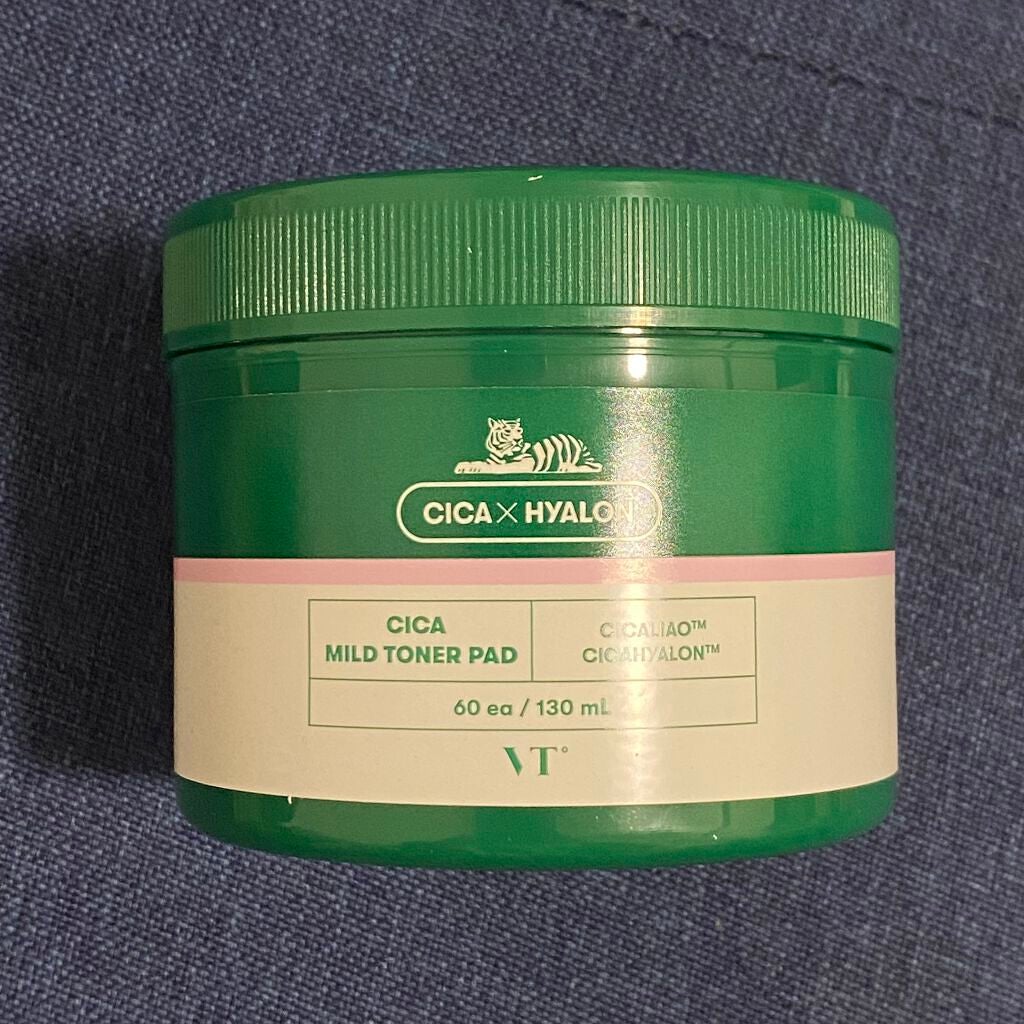 CICA × HYALON
CICA
MILD TONER PAD
CICALIAO™
CICAHYALON™
60 ea / 130 mL
VT°